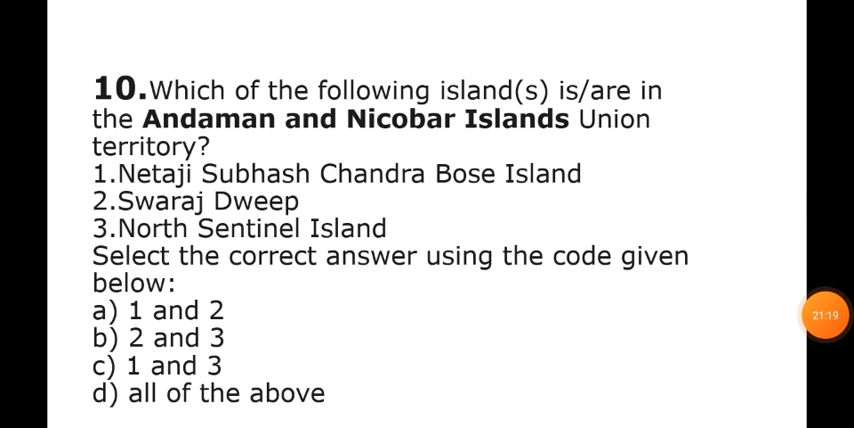 10.Which of the following island(s) is/are in
the Andaman and Nicobar Islands Union
territory?
1.Netaji Subhash Chandra Bose Island
2.Swaraj Dweep
3.North Sentinel Island
Select the correct answer using the code given
below:
a) 1 and 2
b) 2 and 3
c) 1 and 3
d) all of the above
21:19